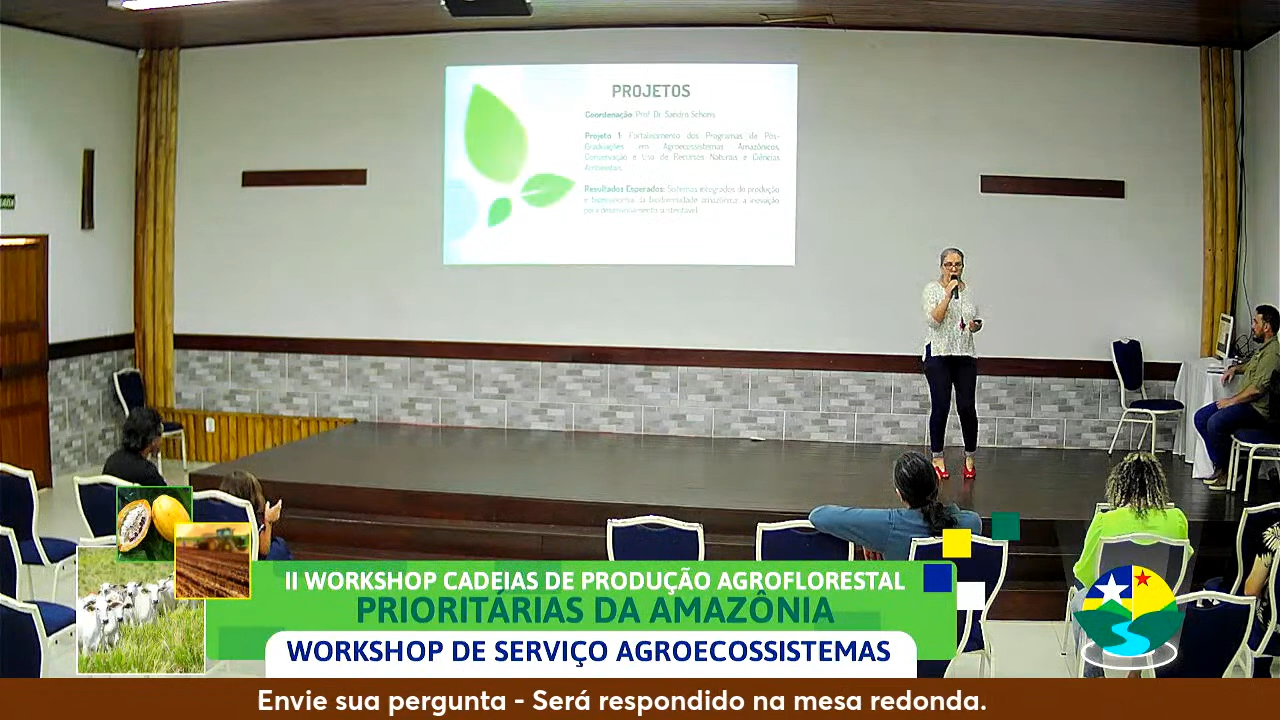 PROJETOS
Coordenação: Prof. Dr. Sandro Schons
Projeto 1: Fortalecimento dos Programas de Pós-
Graduações em Agroecossistemas Amazônicos,
Conservação e Uso de Recursos Naturais e Ciências
Ambientais.
Resultados Esperados: Sistemas integrados de produção
e bioeconomia da biodiversidade amazônica: a inovação
para desenvolvimento sustentável.
II WORKSHOP CADEIAS DE PRODUÇÃO AGROFLORESTAL
PRIORITÁRIAS DA AMAZÔNIA
WORKSHOP DE SERVIÇO AGROECOSSISTEMAS
Envie sua pergunta - Será respondido na mesa redonda.